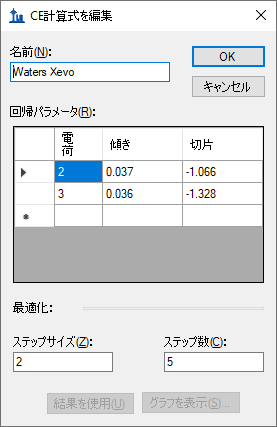 CE計算式を編集
名前(N):
Waters Xevo
OK
キャンセル
回帰パラメータ(R):
電荷 傾き 切片
2 0.037 -1.066
3 0.036 -1.328
最適化:
ステップサイズ(Z): ステップ数(C):
2 5
結果を使用(U) グラフを表示(S)...